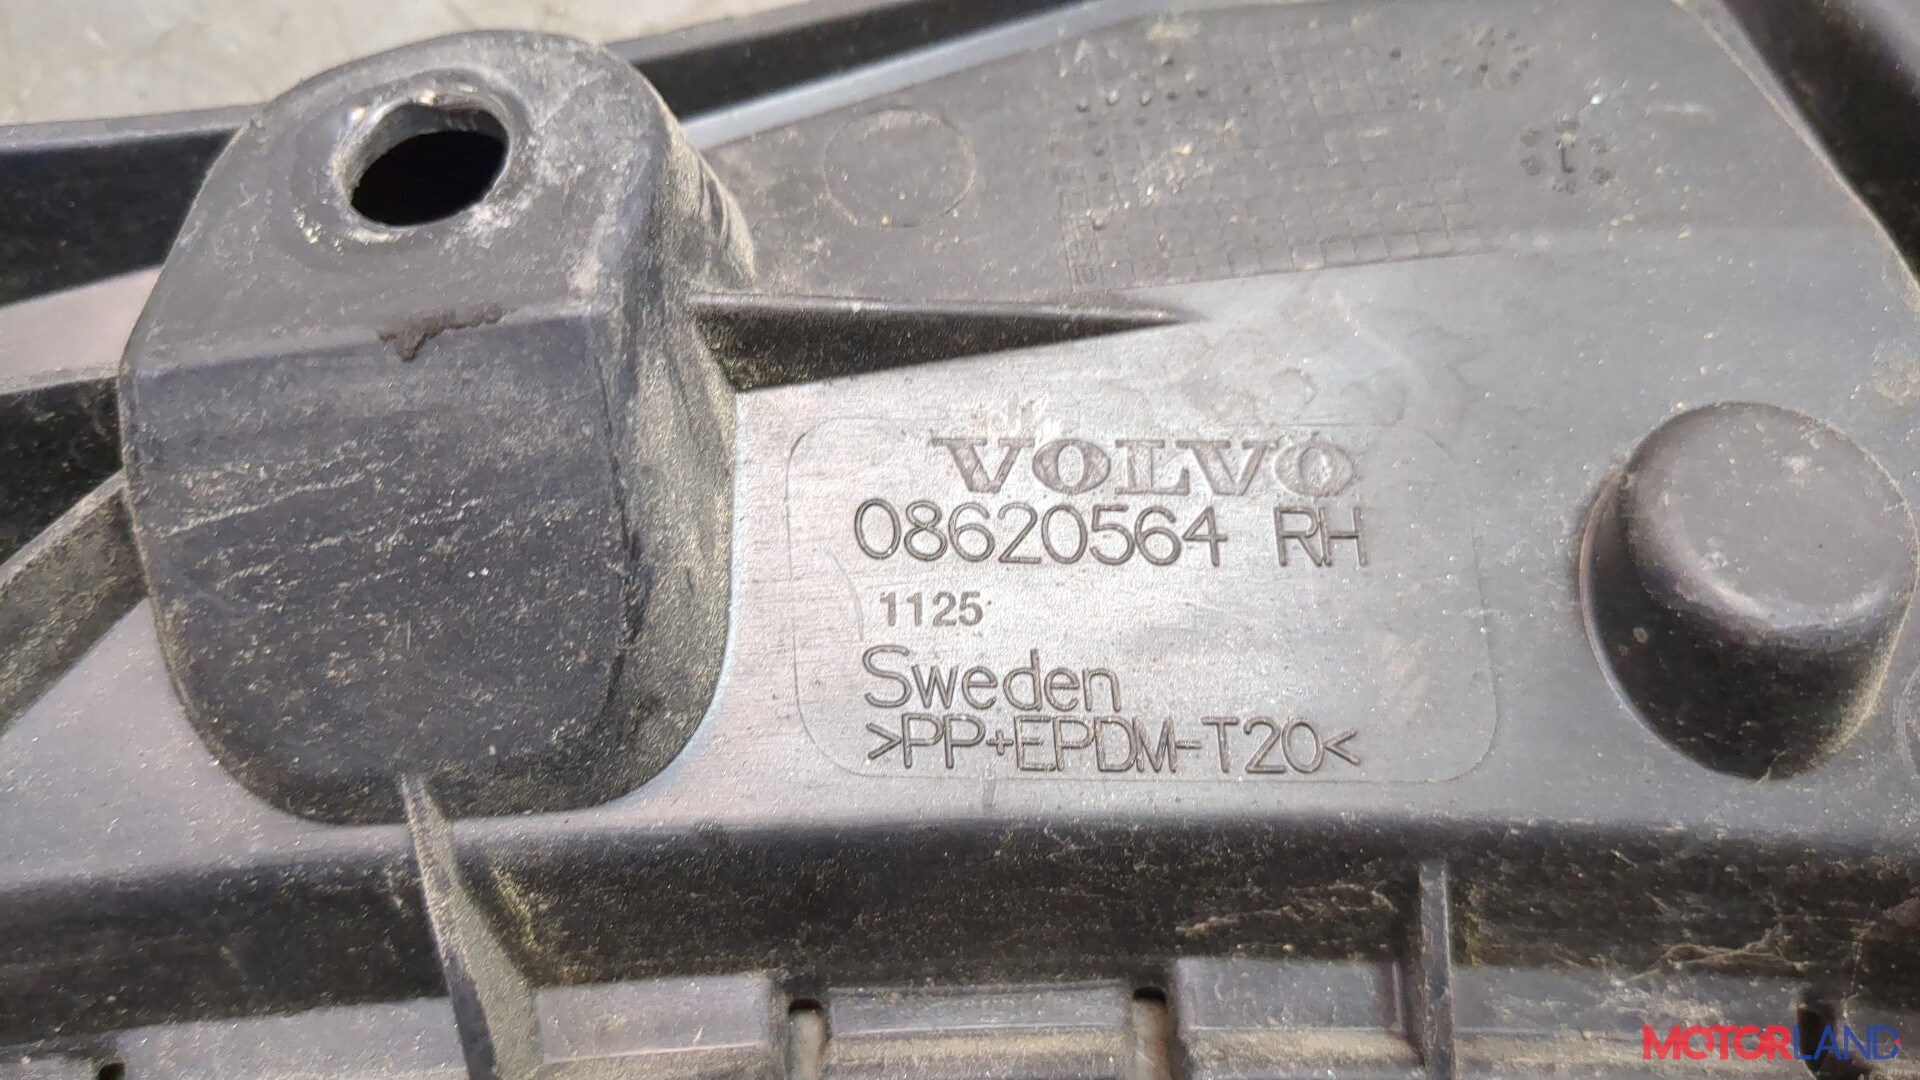 VOLVO
08620564 RH
1125
Sweden
>PP+EPDM-T20<
MOTORLAND